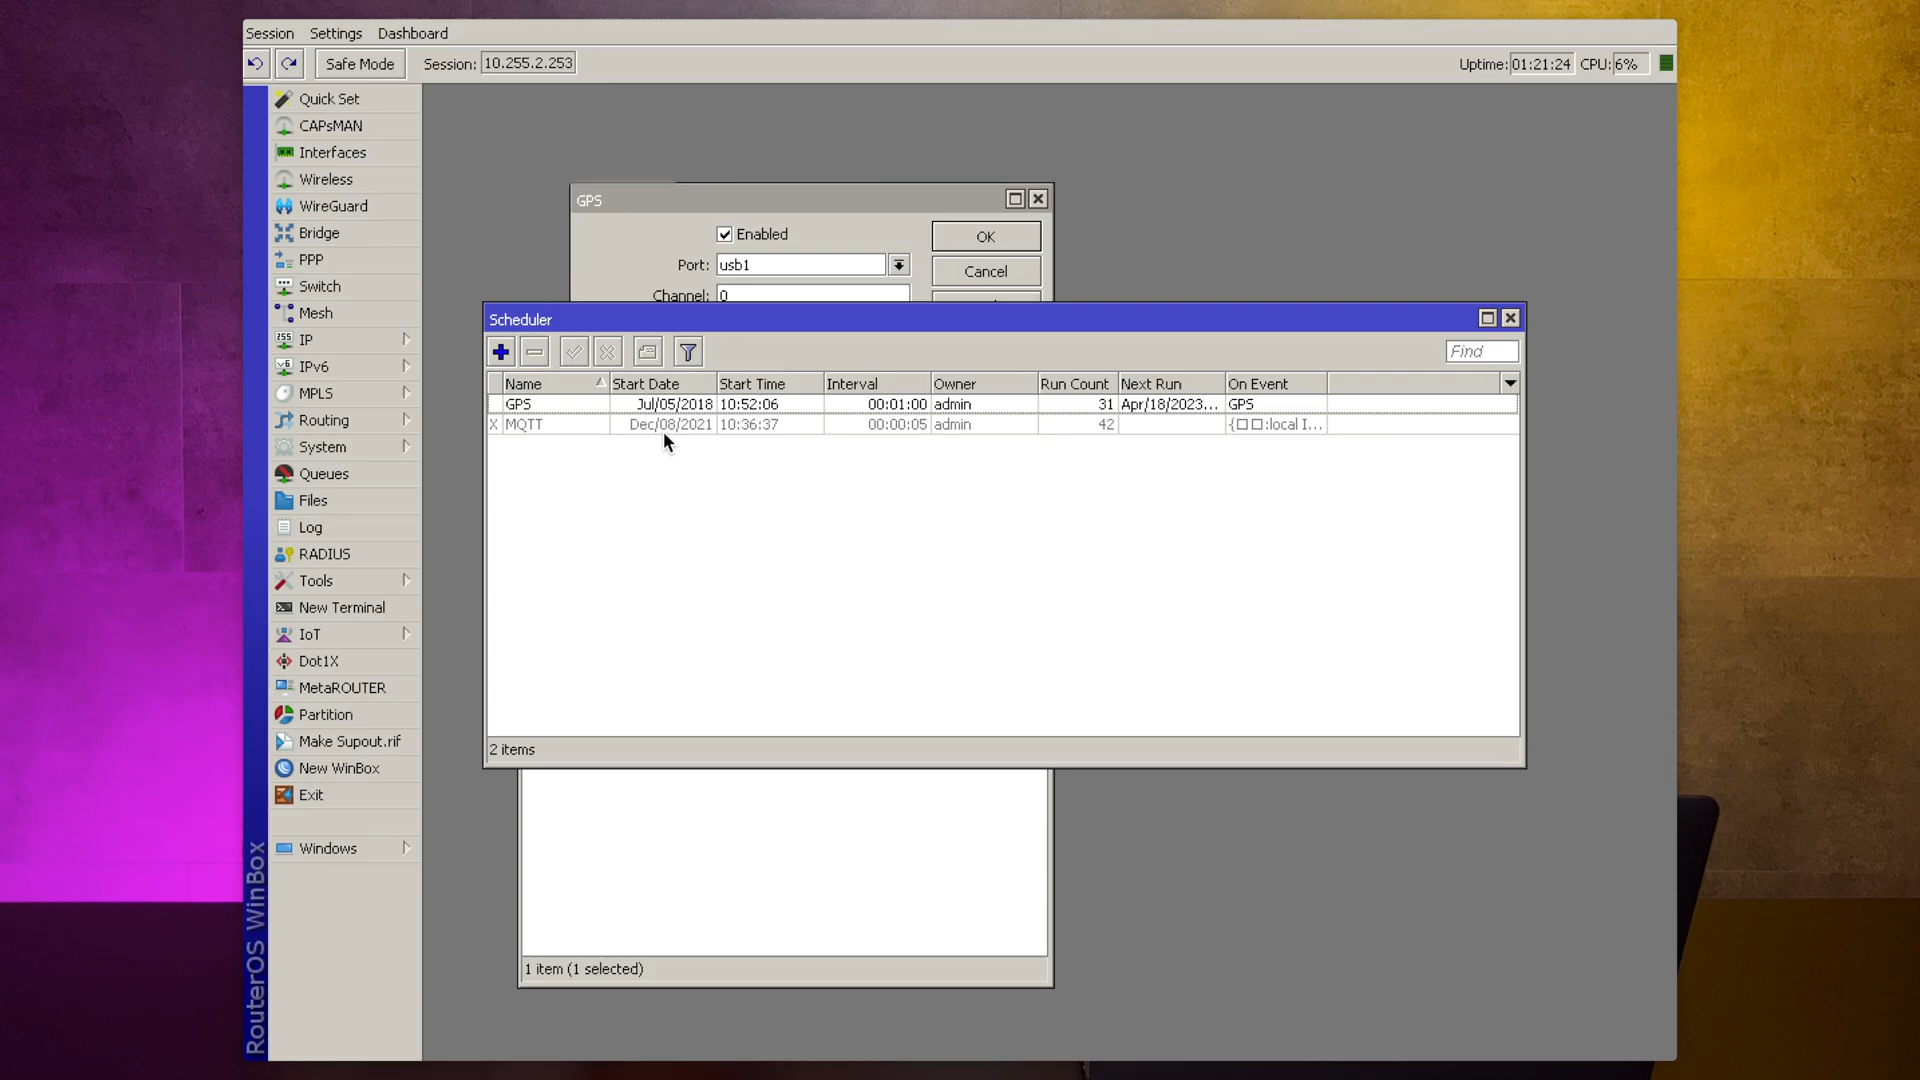 Session Settings Dashboard
Safe Mode Session: 10.255.2.253 Uptime: 01:21:24 CPU: 6%
Quick Set
CAPsMAN
Interfaces
Wireless
WireGuard
Bridge
PPP
Switch
Mesh
IP
IPv6
MPLS
Routing
System
Queues
Files
Log
RADIUS
Tools
New Terminal
IoT
Dot1X
MetaROUTER
Partition
Make Supout.rif
New WinBox
Exit
Windows
RouterOS WinBox
GPS
Enabled
OK
Port: usb1
Cancel
Channel: 0
Scheduler
Find
Name Start Date Start Time Interval Owner Run Count Next Run On Event
GPS Jul/05/2018 10:52:06 00:01:00 admin 31 Apr/18/2023... GPS
X MQTT Dec/08/2021 10:36:37 00:00:05 admin 42 {□□:local I...
2 items
1 item (1 selected)